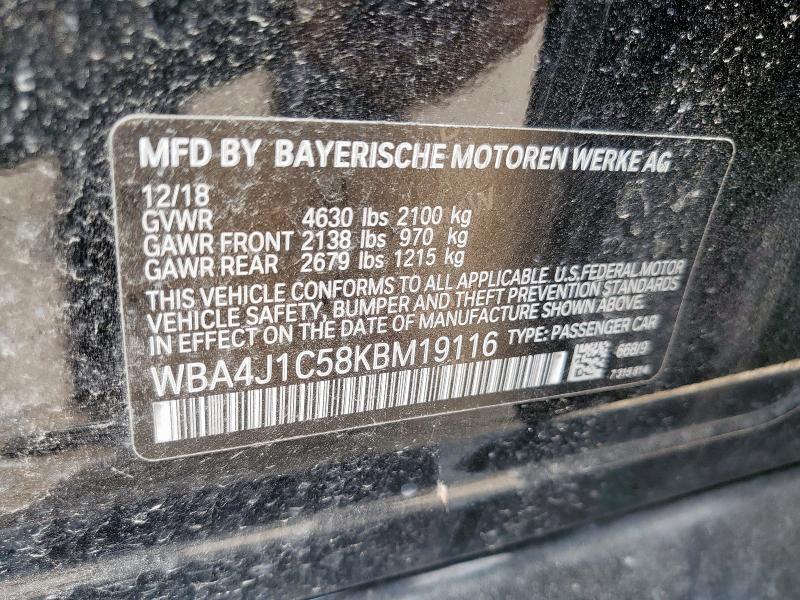 MFD BY BAYERISCHE MOTOREN WERKE AG
12/18
GVWR 4630 lbs 2100 kg
GAWR FRONT 2138 lbs 970 kg
GAWR REAR 2679 lbs 1215 kg
THIS VEHICLE CONFORMS TO ALL APPLICABLE U.S.FEDERAL MOTOR
VEHICLE SAFETY, BUMPER AND THEFT PREVENTION STANDARDS
IN EFFECT ON THE DATE OF MANUFACTURE SHOWN ABOVE.
WBA4J1C58KBM19116 TYPE: PASSENGER CAR